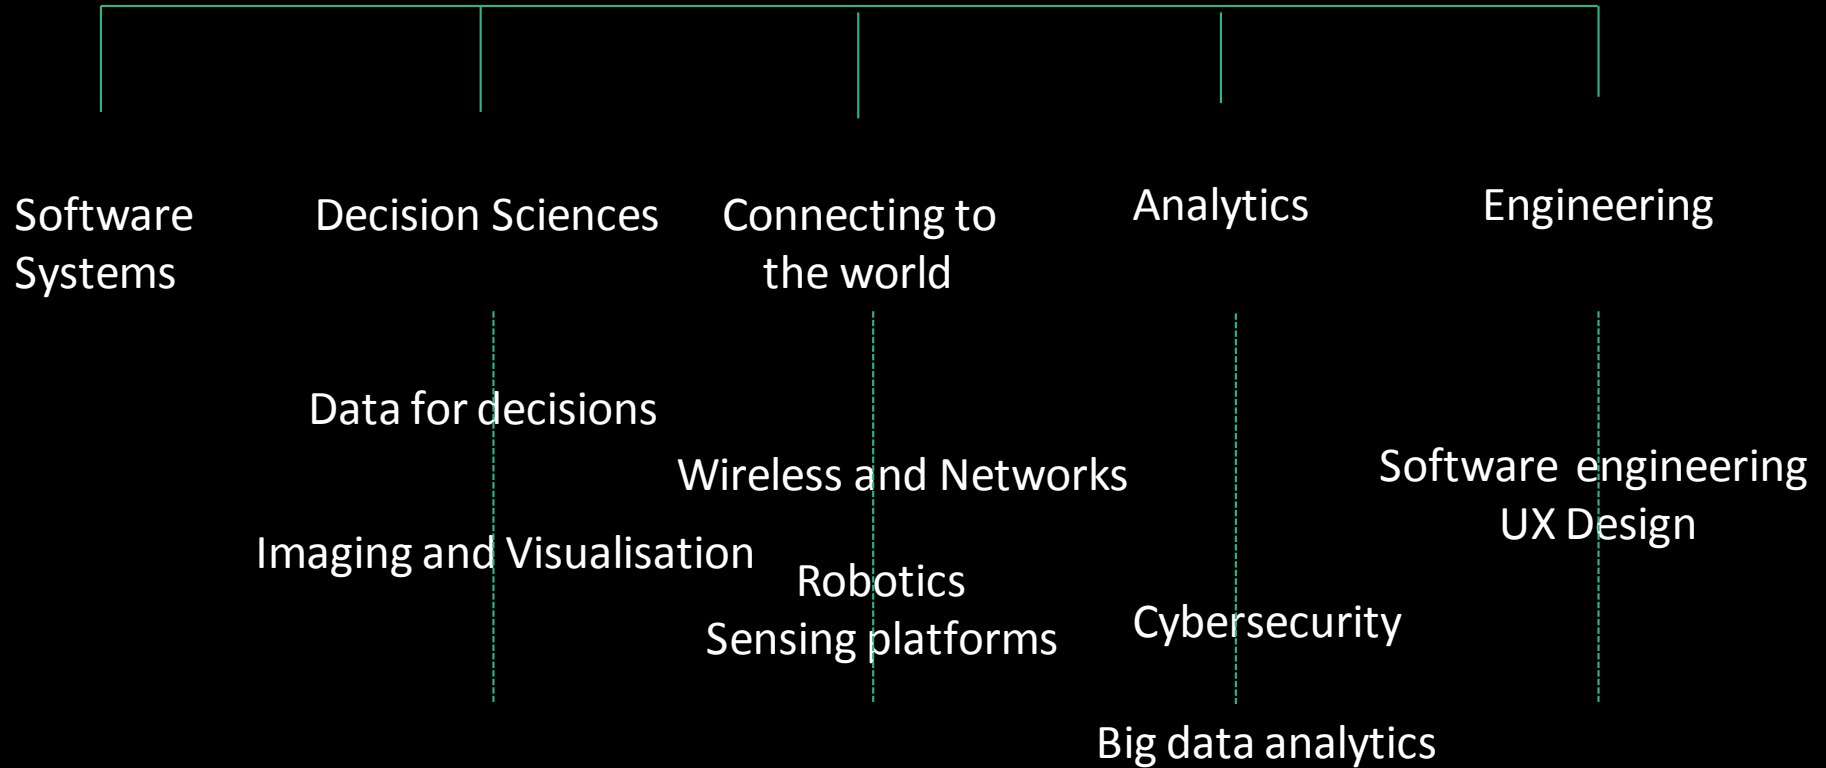 Software
Systems
Decision Sciences
Connecting to
the world
Analytics
Engineering
Data for decisions
Imaging and Visualisation
Wireless and Networks
Robotics
Sensing platforms
Cybersecurity
Big data analytics
Software engineering
UX Design